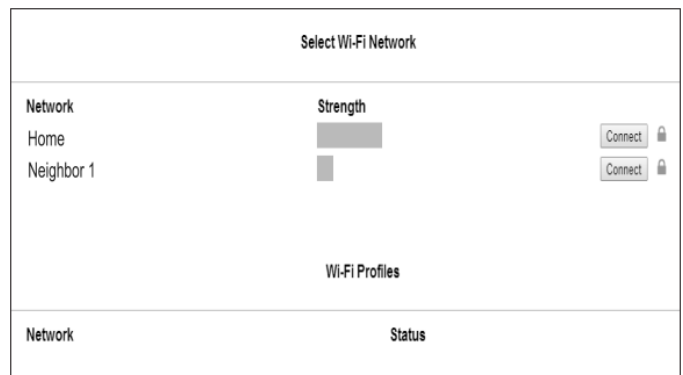 Select Wi-Fi Network
Network Strength
Home Connect
Neighbor 1 Connect
Wi-Fi Profiles
Network Status